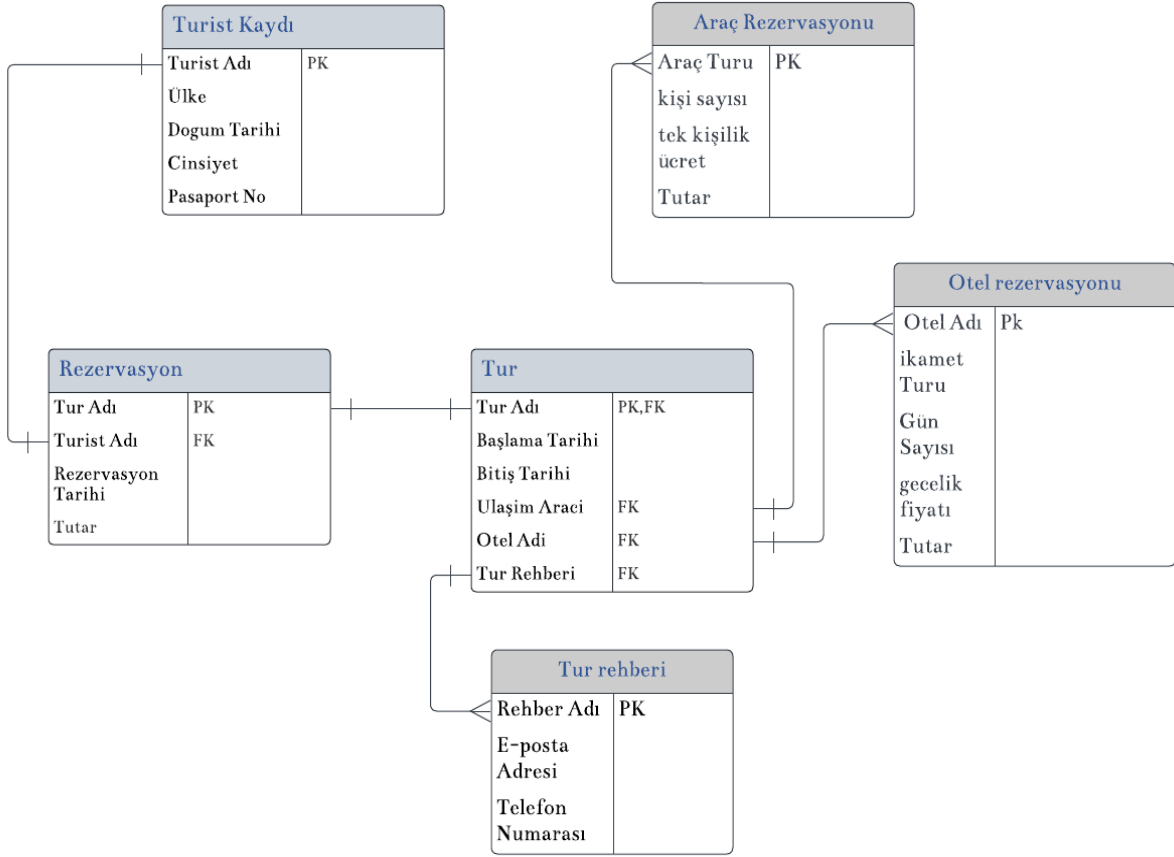 Turist Kaydı
Turist Adı PK
Ülke
Dogum Tarihi
Cinsiyet
Pasaport No
Araç Rezervasyonu
Araç Turu PK
kişi sayısı
tek kişilik
ücret
Tutar
Otel rezervasyonu
Otel Adı Pk
ikamet
Turu
Gün
Sayısı
gecelik
fiyatı
Tutar
Rezervasyon
Tur Adı PK
Turist Adı FK
Rezervasyon
Tarihi
Tutar
Tur
Tur Adı PK,FK
Başlama Tarihi
Bitiş Tarihi
Ulaşim Araci FK
Otel Adi FK
Tur Rehberi FK
Tur rehberi
Rehber Adı PK
E-posta
Adresi
Telefon
Numarası